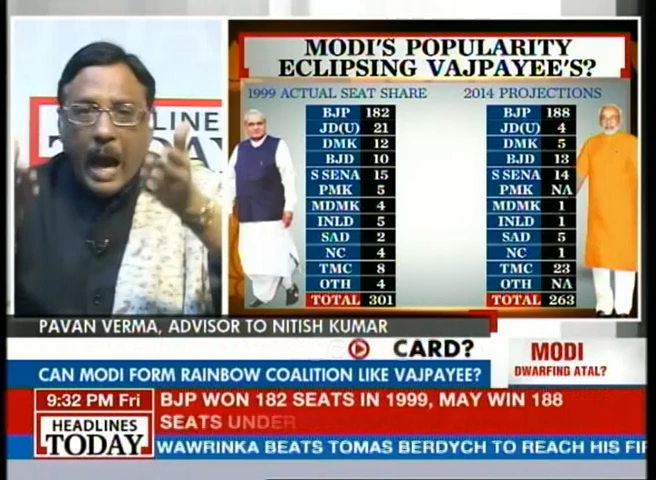 LINE
TODAY
MODI'S POPULARITY
ECLIPSING VAJPAYEE'S?
1999 ACTUAL SEAT SHARE
BJP 182
JD(U) 21
DMK 12
BJD 10
S SENA 15
PMK 5
MDMK 4
INLD 5
SAD 2
NC 4
TMC 8
OTH 4
TOTAL 301
2014 PROJECTIONS
BJP 188
JD(U) 4
DMK 5
BJD 13
S SENA 14
PMK NA
MDMK 1
INLD 1
SAD 5
NC 1
TMC 23
OTH NA
TOTAL 263
PAVAN VERMA, ADVISOR TO NITISH KUMAR
CARD?
CAN MODI FORM RAINBOW COALITION LIKE VAJPAYEE?
MODI
DWARFING ATAL?
9:32 PM Fri
HEADLINES
TODAY
BJP WON 182 SEATS IN 1999, MAY WIN 188
SEATS UNDER
WAWRINKA BEATS TOMAS BERDYCH TO REACH HIS FI